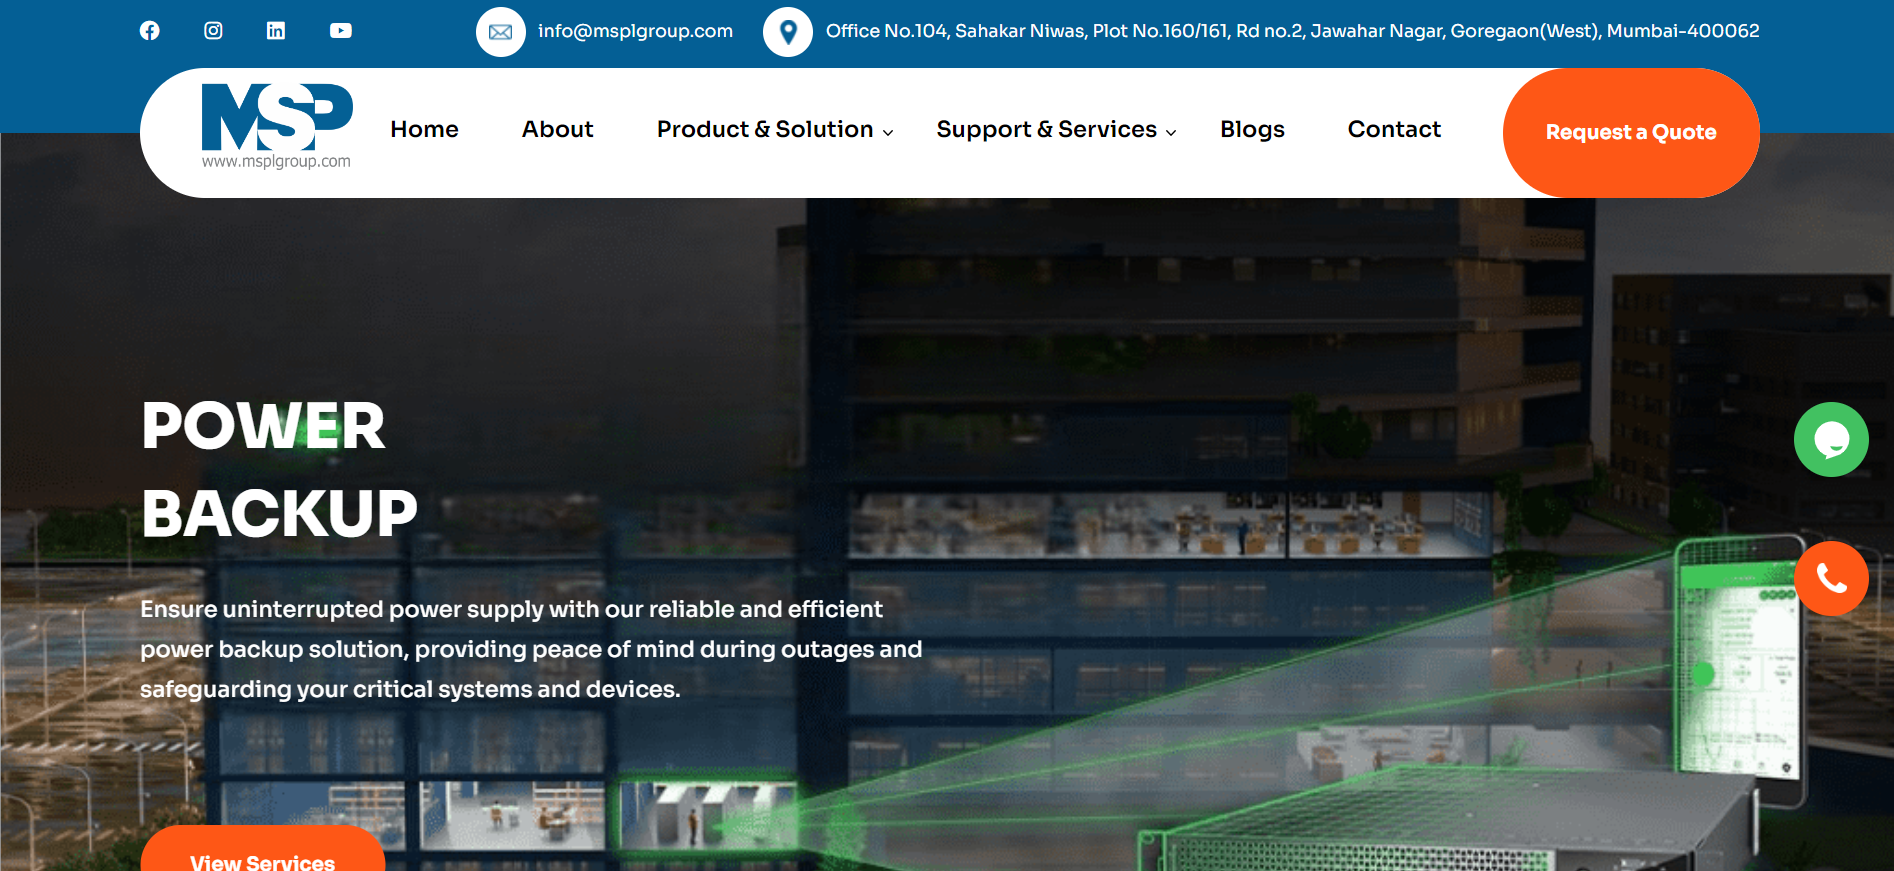 info@msplgroup.com
Office No.104, Sahakar Niwas, Plot No.160/161, Rd no.2, Jawahar Nagar, Goregaon(West), Mumbai-400062
MSP
www.msplgroup.com
Home
About
Product & Solution
Support & Services
Blogs
Contact
Request a Quote
POWER
BACKUP
Ensure uninterrupted power supply with our reliable and efficient
power backup solution, providing peace of mind during outages and
safeguarding your critical systems and devices.
View Services